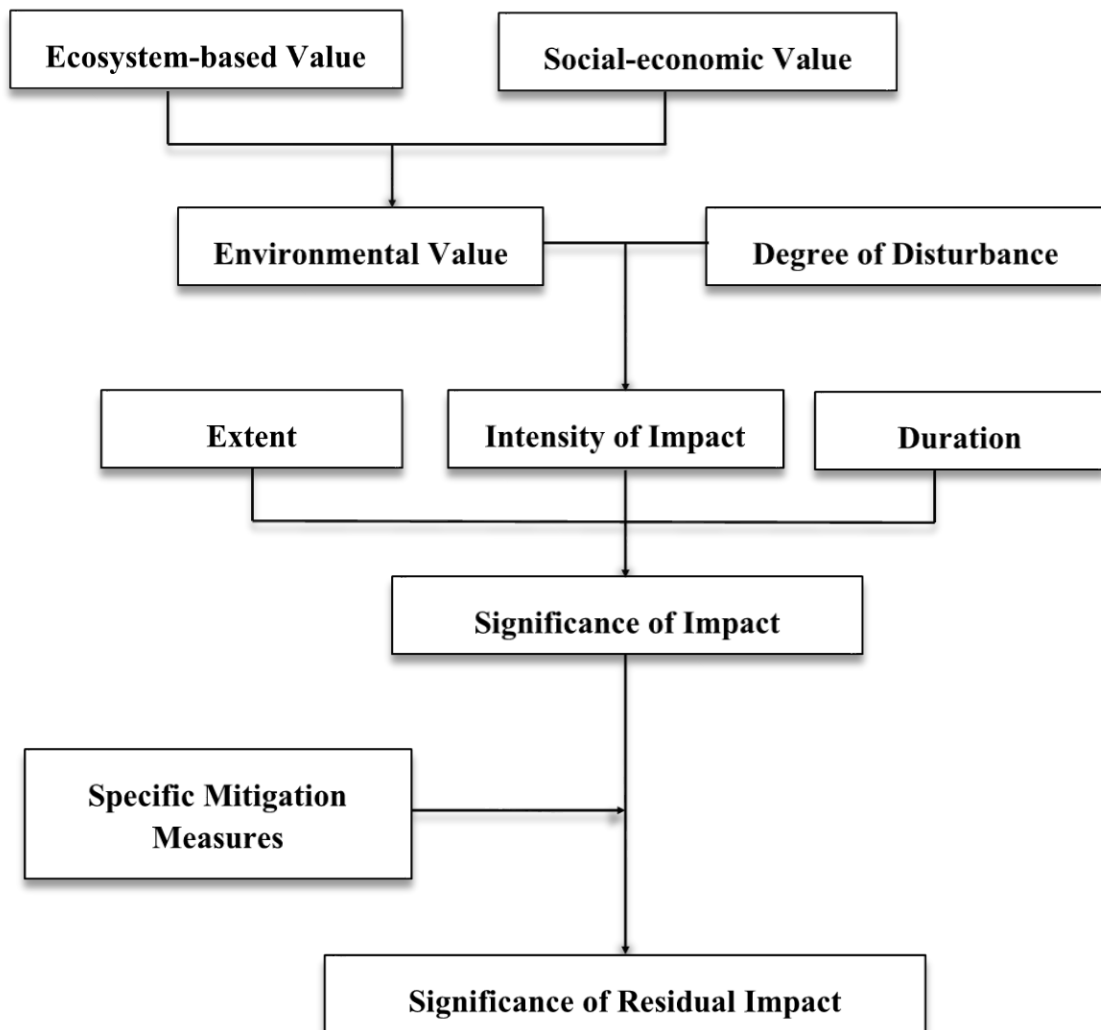 Ecosystem-based Value
Social-economic Value
Environmental Value
Degree of Disturbance
Extent
Intensity of Impact
Duration
Significance of Impact
Specific Mitigation
Measures
Significance of Residual Impact